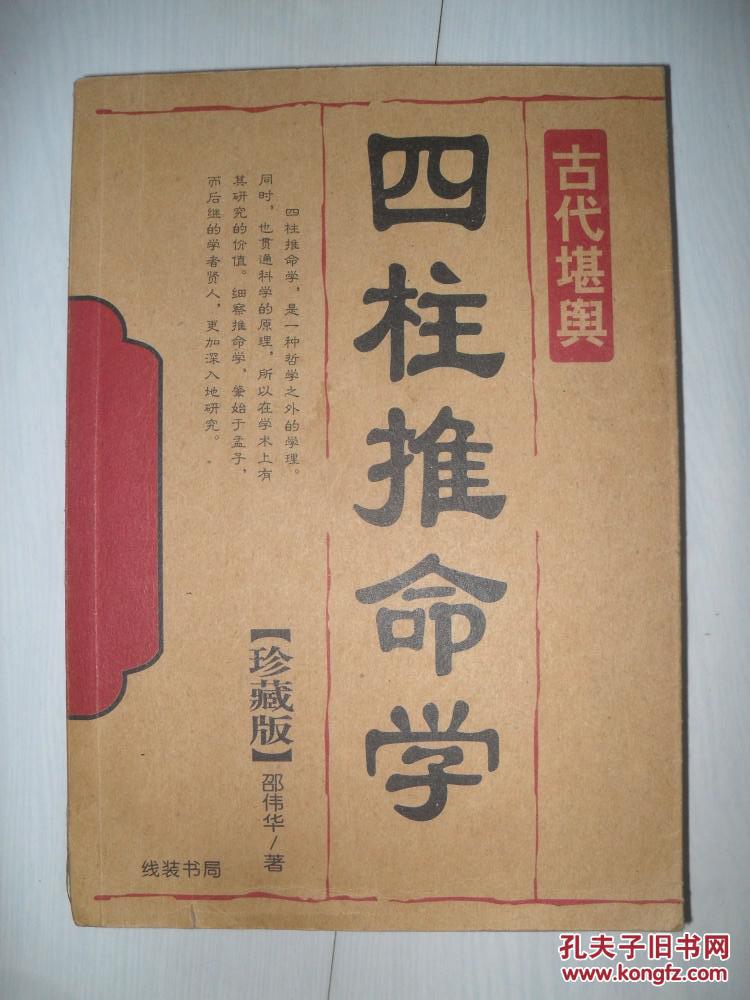 古代堪舆
四柱推命学
四柱推命学，是一种哲学之外的学理。
同时，也贯通科学的原理，所以在学术上有
其研究的价值。细察推命学，肇始于孟子，
而后继的学者贤人，更加深入地研究。
【珍藏版】
邵伟华/著
线装书局
孔夫子旧书网
www.kongfz.com